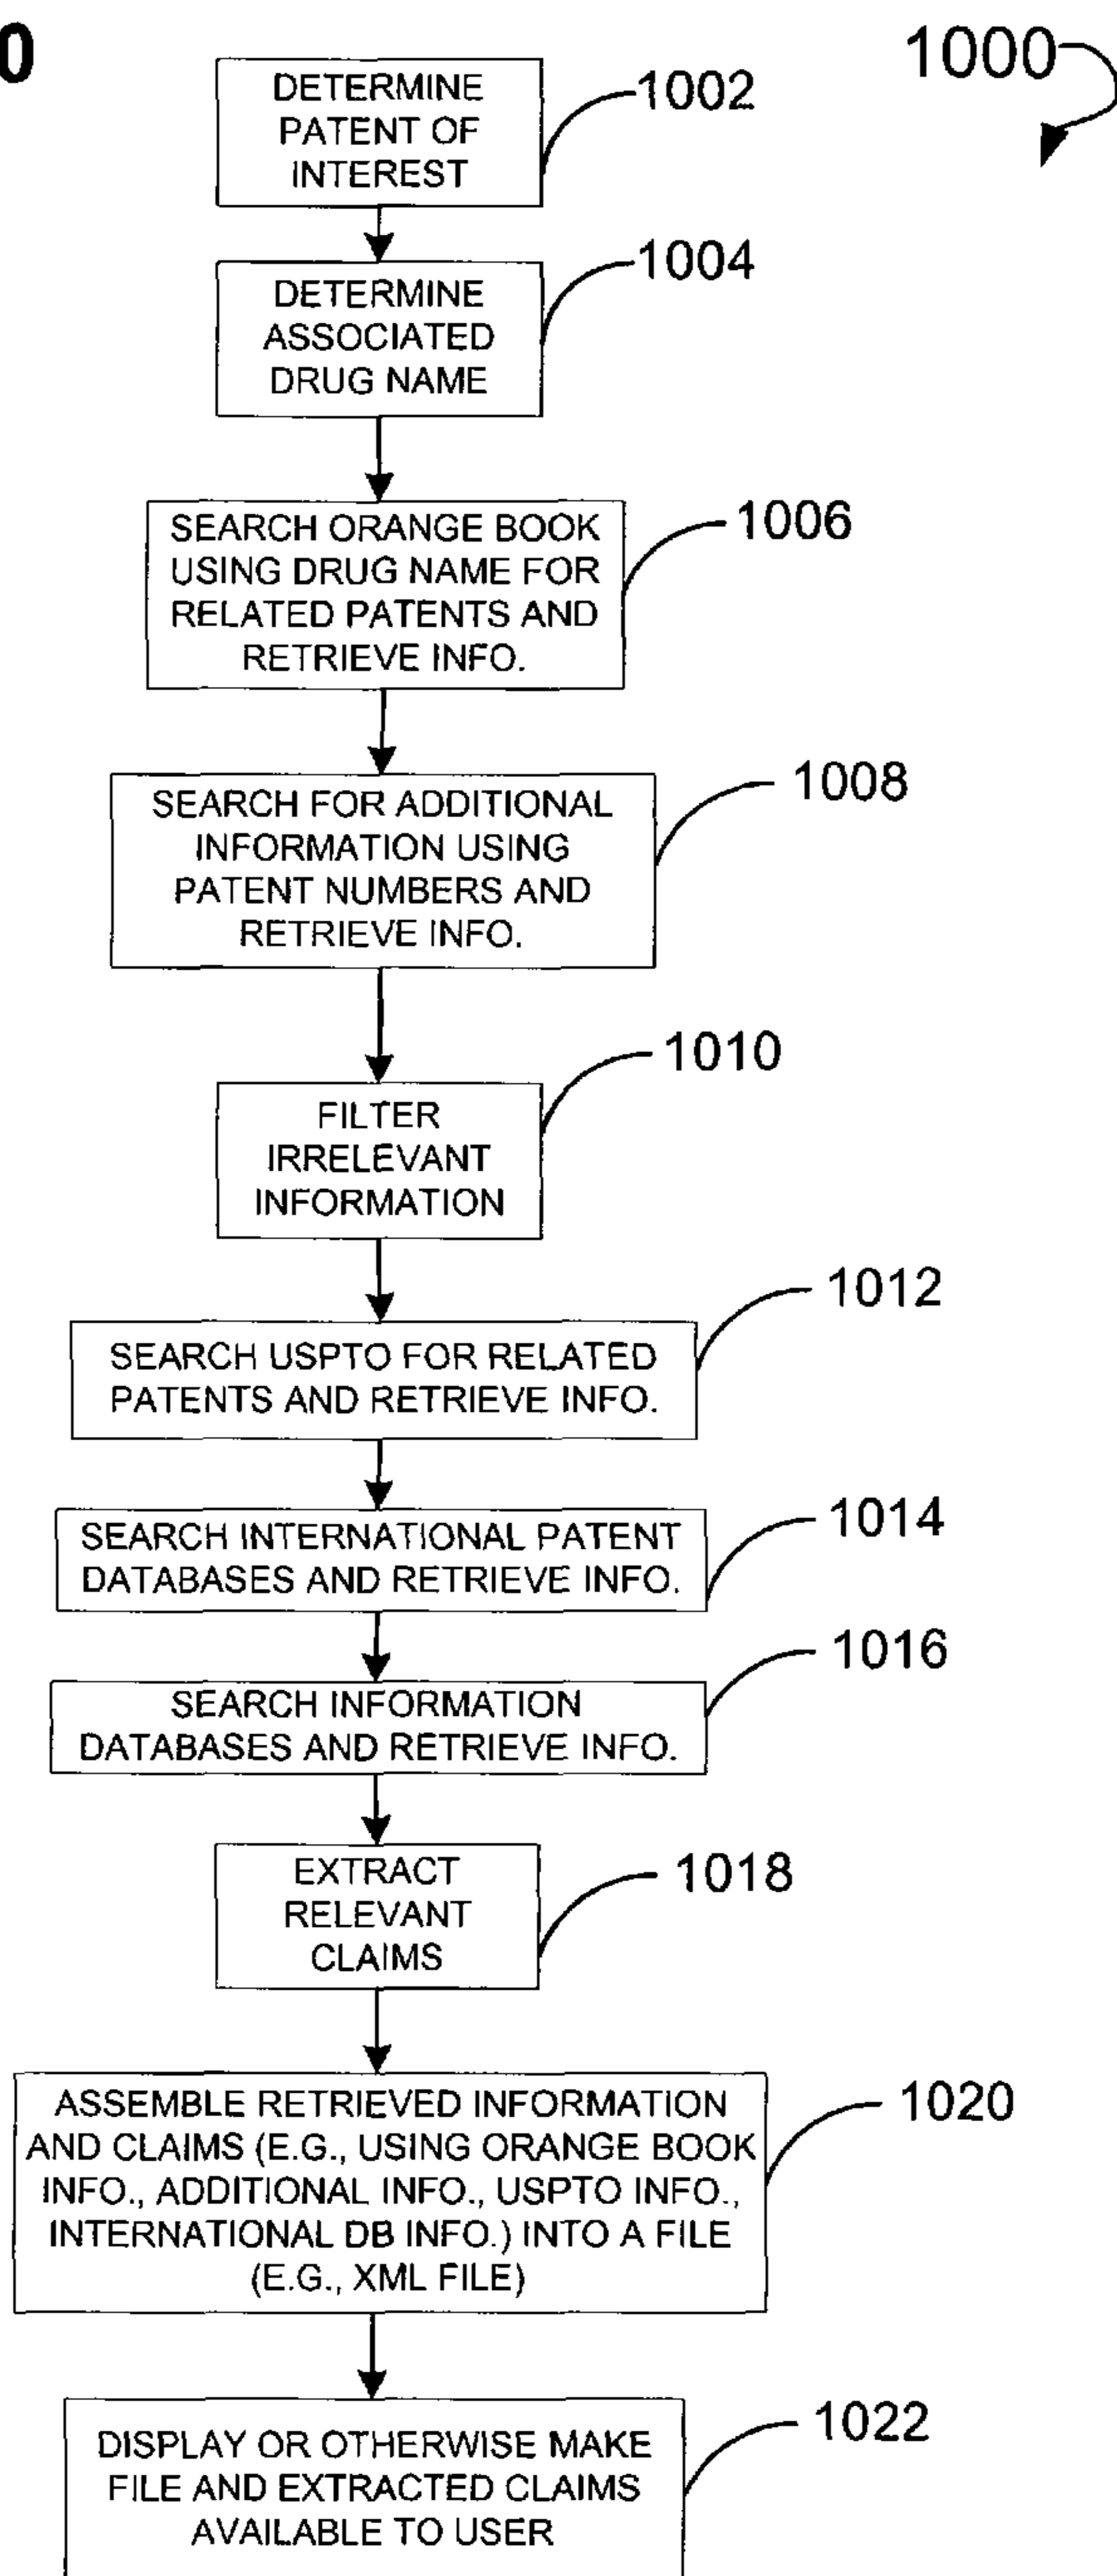 0
1000
DETERMINE
PATENT OF
INTEREST
1002
DETERMINE
ASSOCIATED
DRUG NAME
1004
SEARCH ORANGE BOOK
USING DRUG NAME FOR
RELATED PATENTS AND
RETRIEVE INFO.
1006
SEARCH FOR ADDITIONAL
INFORMATION USING
PATENT NUMBERS AND
RETRIEVE INFO.
1008
FILTER
IRRELEVANT
INFORMATION
1010
SEARCH USPTO FOR RELATED
PATENTS AND RETRIEVE INFO.
1012
SEARCH INTERNATIONAL PATENT
DATABASES AND RETRIEVE INFO.
1014
SEARCH INFORMATION
DATABASES AND RETRIEVE INFO.
1016
EXTRACT
RELEVANT
CLAIMS
1018
ASSEMBLE RETRIEVED INFORMATION
AND CLAIMS (E.G., USING ORANGE BOOK
INFO., ADDITIONAL INFO., USPTO INFO.,
INTERNATIONAL DB INFO.) INTO A FILE
(E.G., XML FILE)
1020
DISPLAY OR OTHERWISE MAKE
FILE AND EXTRACTED CLAIMS
AVAILABLE TO USER
1022